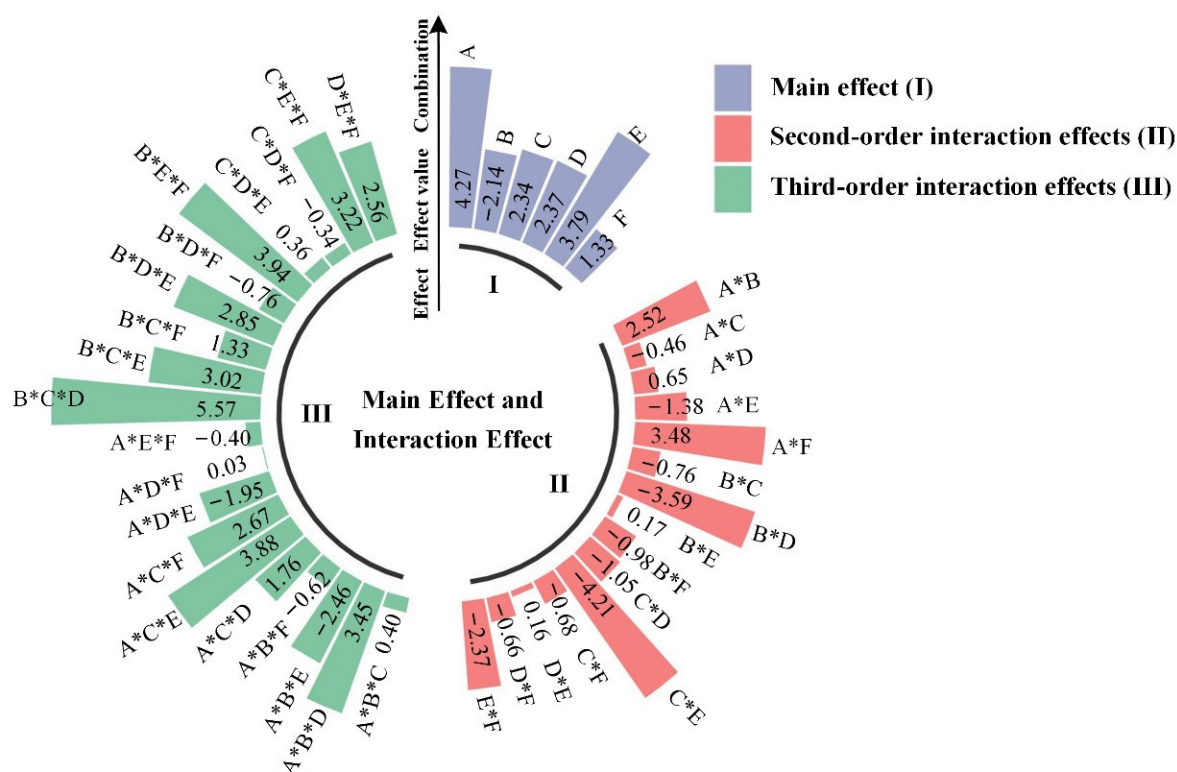 Effect Effect value Combination
Main effect (I)
Second-order interaction effects (II)
Third-order interaction effects (III)
Main Effect and
Interaction Effect
I
A 4.27
B −2.14
C 2.34
D 2.37
E 3.79
F 1.33
II
A*B 2.52
A*C −0.46
A*D 0.65
A*E −1.38
A*F 3.48
B*C −0.76
B*D −3.59
B*E 0.17
B*F −0.98
C*D −1.05
C*E −4.21
C*F −0.68
D*E 0.16
D*F −0.66
E*F −2.37
III
A*B*C 0.40
A*B*D 3.45
A*B*E −2.46
A*B*F −0.62
A*C*D 1.76
A*C*E 3.88
A*C*F 2.67
A*D*E −1.95
A*D*F 0.03
A*E*F −0.40
B*C*D 5.57
B*C*E 3.02
B*C*F 1.33
B*D*E 2.85
B*D*F −0.76
B*E*F 3.94
C*D*E 0.36
C*D*F −0.34
C*E*F 3.22
D*E*F 2.56